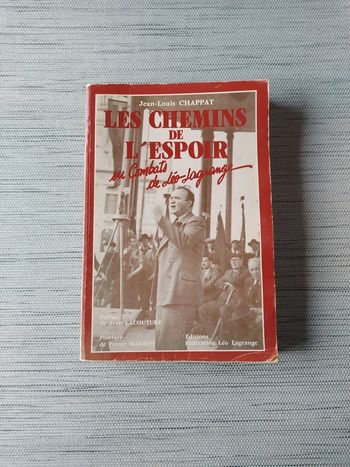 Jean-Louis CHAPPAT
LES CHEMINS
DE
L'ESPOIR
ou Combats
de Léo Lagrange
Préface
de Jean LACOUTURE
Postface
de Pierre MAUROY
Editions
Fédération Léo Lagrange